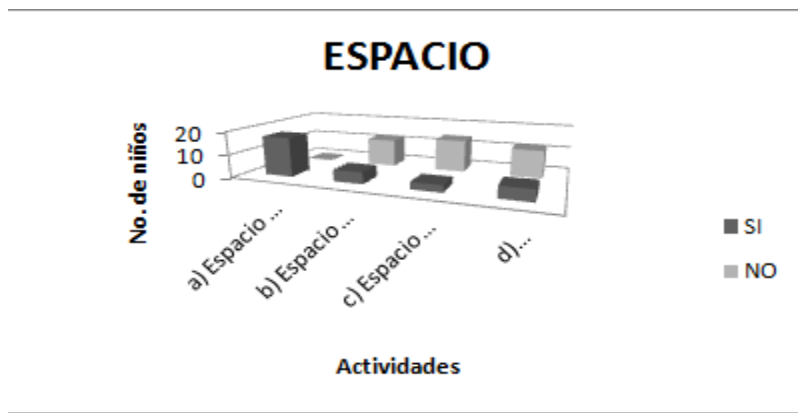 ESPACIO
No. de niños
20
10
0
a) Espacio ...
b) Espacio...
c) Espacio...
d)...
SI
NO
Actividades